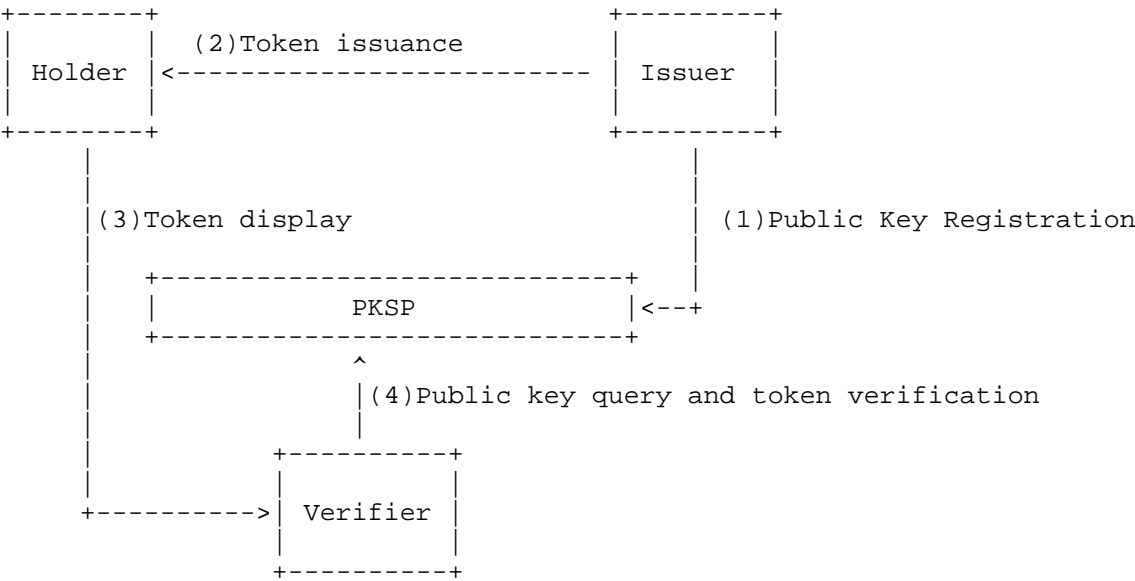 (2)Token issuance
Holder
Issuer
(3)Token display
(1)Public Key Registration
PKSP
(4)Public key query and token verification
Verifier